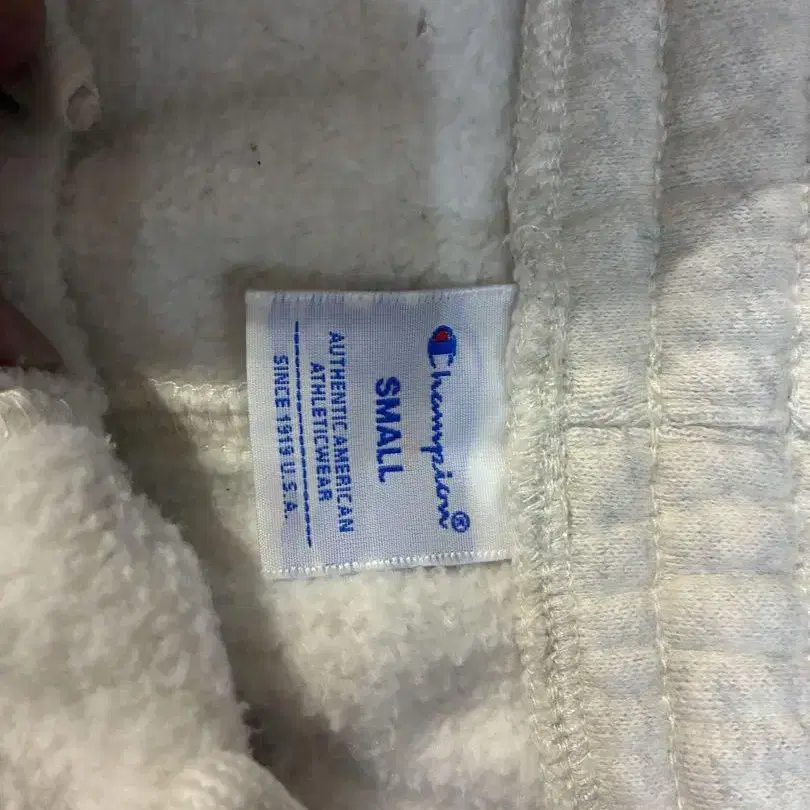 Champion®
SMALL
AUTHENTIC AMERICAN
ATHLETICWEAR
SINCE 1919 U.S.A.